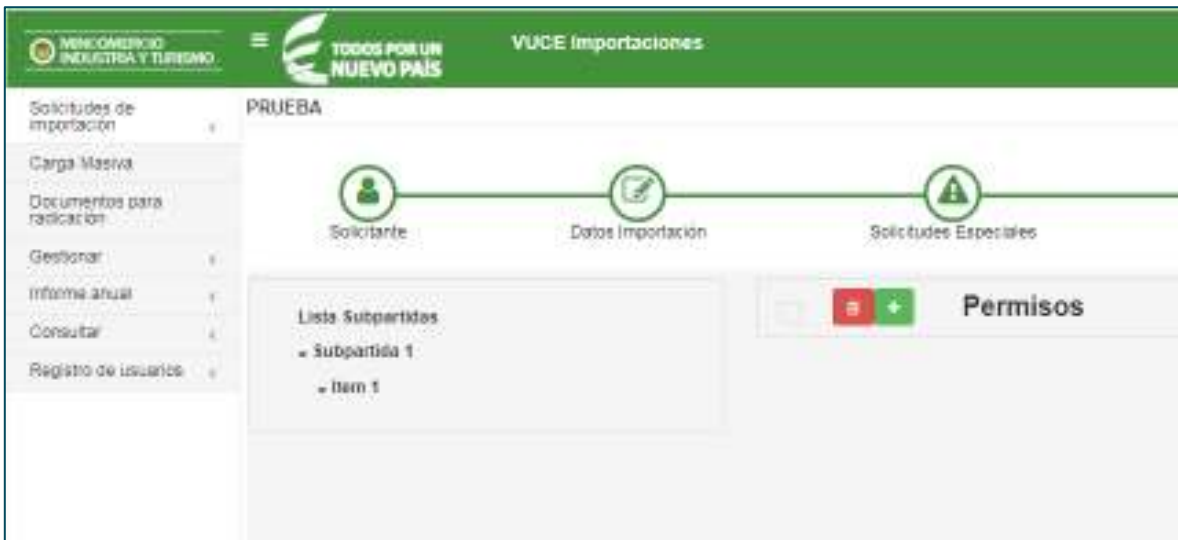 MINCOMERCIO
INDUSTRIA Y TURISMO
TODOS POR UN
NUEVO PAÍS
VUCE Importaciones
Solicitudes de
importación
PRUEBA
Carga Masiva
Documentos para
radicación
Gestionar
Informe anual
Consultar
Registro de usuarios
Solicitante
Datos Importación
Solicitudes Especiales
Lista Subpartidas
Subpartida 1
Item 1
Permisos